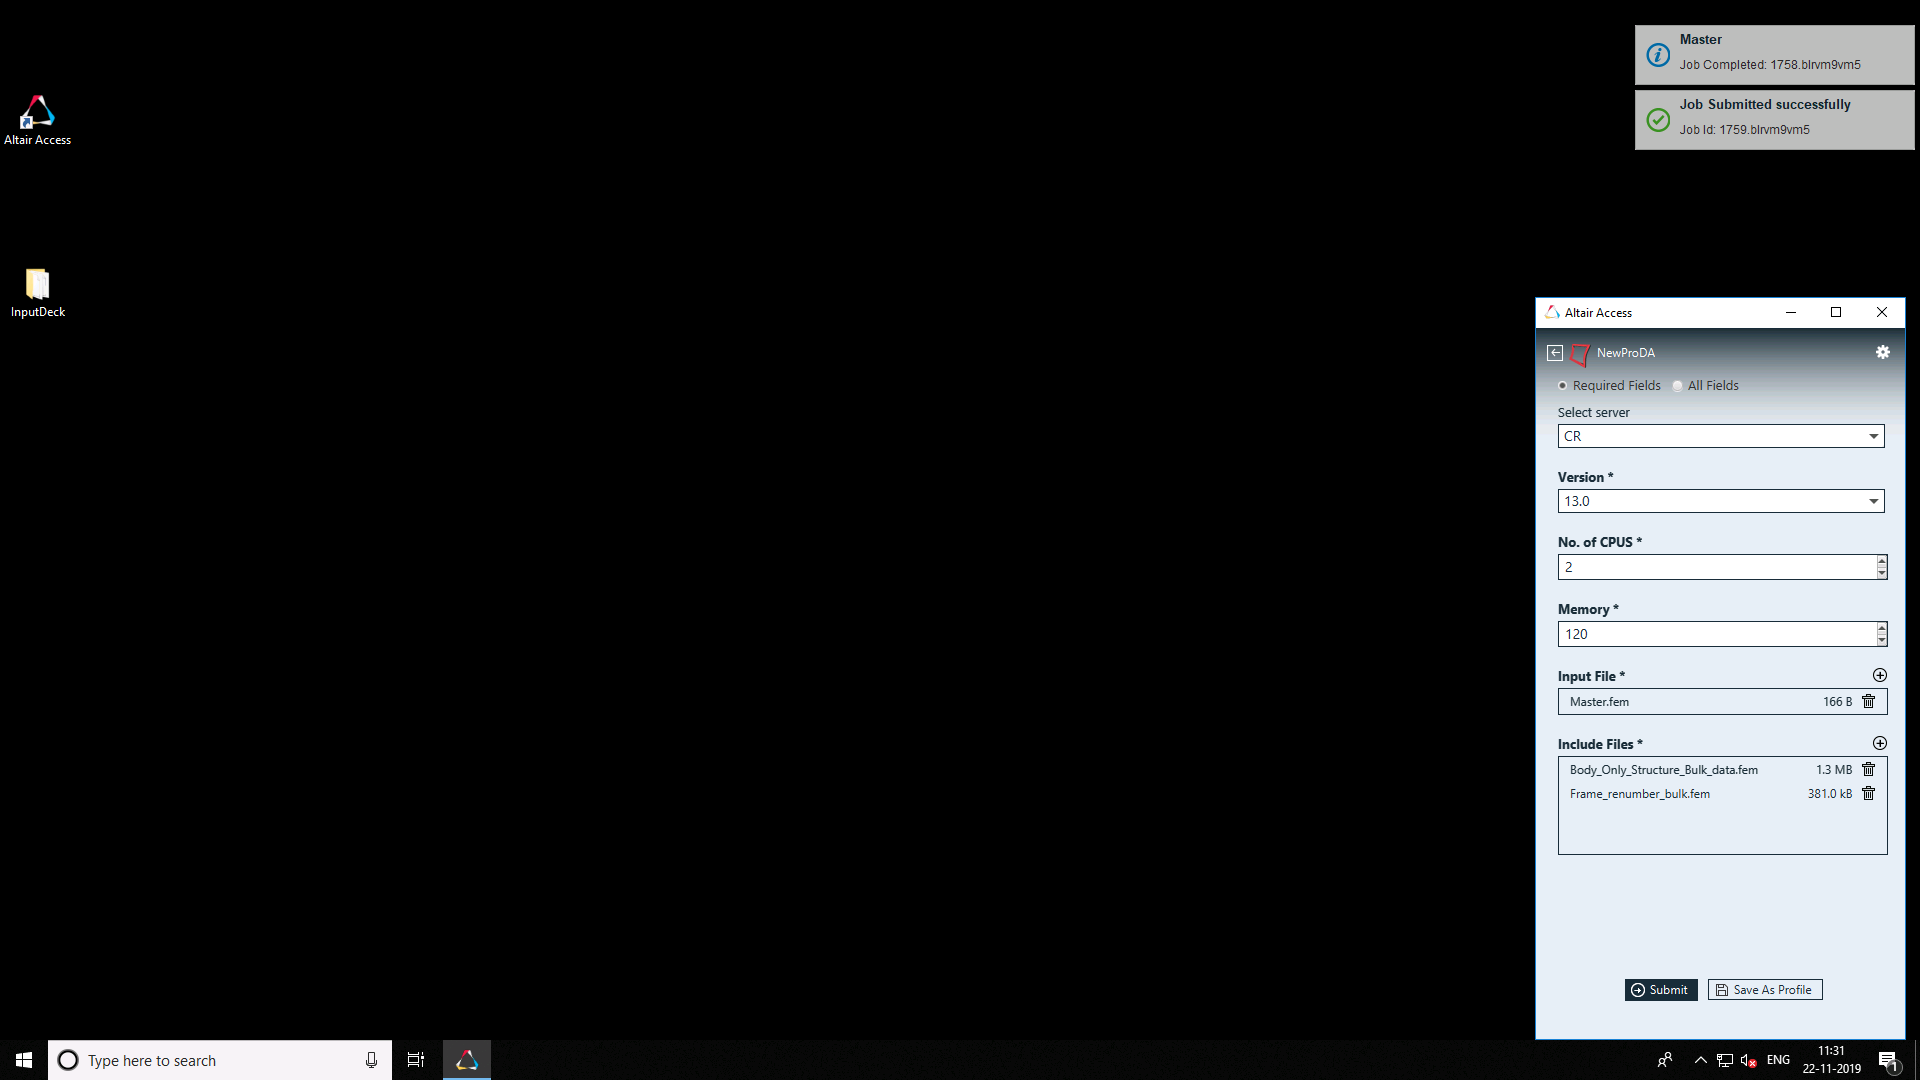 Master
Job Completed: 1758.blrvm9vm5
Job Submitted successfully
Job Id: 1759.blrvm9vm5
Altair Access
InputDeck
Altair Access
NewProDA
Required Fields All Fields
Select server
CR
Version *
13.0
No. of CPUS *
2
Memory *
120
Input File *
Master.fem 166 B
Include Files *
Body_Only_Structure_Bulk_data.fem 1.3 MB
Frame_renumber_bulk.fem 381.0 kB
Submit Save As Profile
Type here to search
ENG
11:31
22-11-2019
1